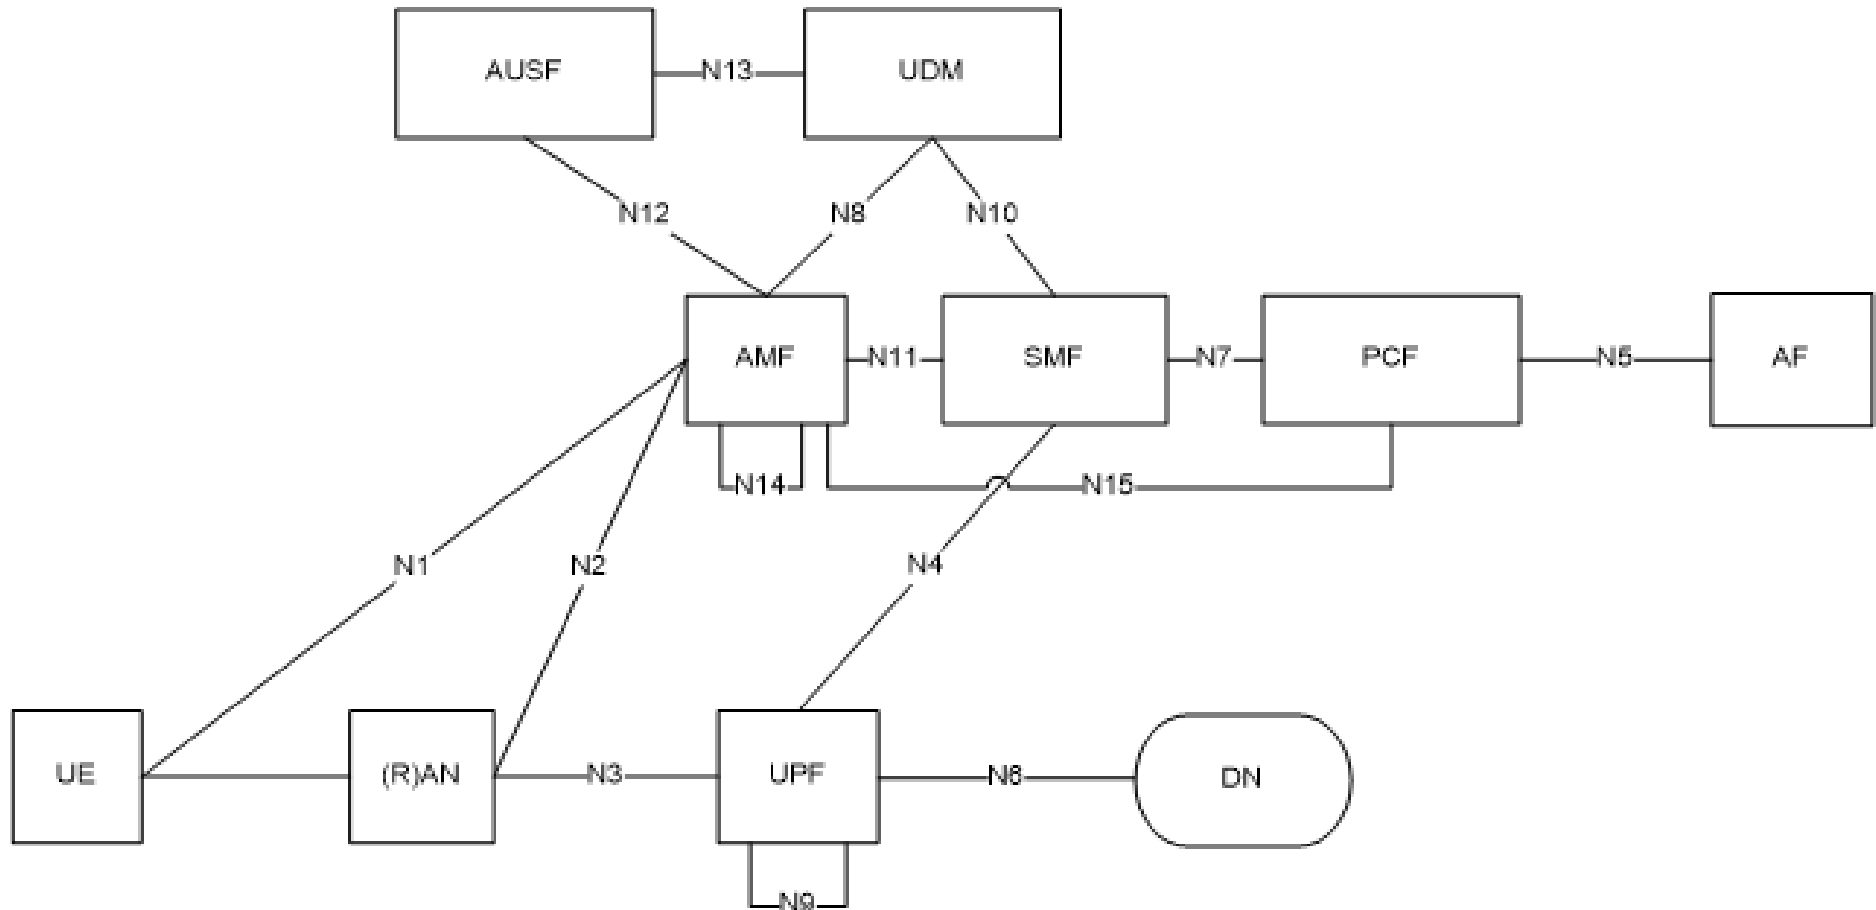 AUSF N13 UDM
N12 N8 N10
AMF N11 SMF N7 PCF N5 AF
N14 N15
N1 N2 N4
UE (R)AN N3 UPF N6 DN
N9